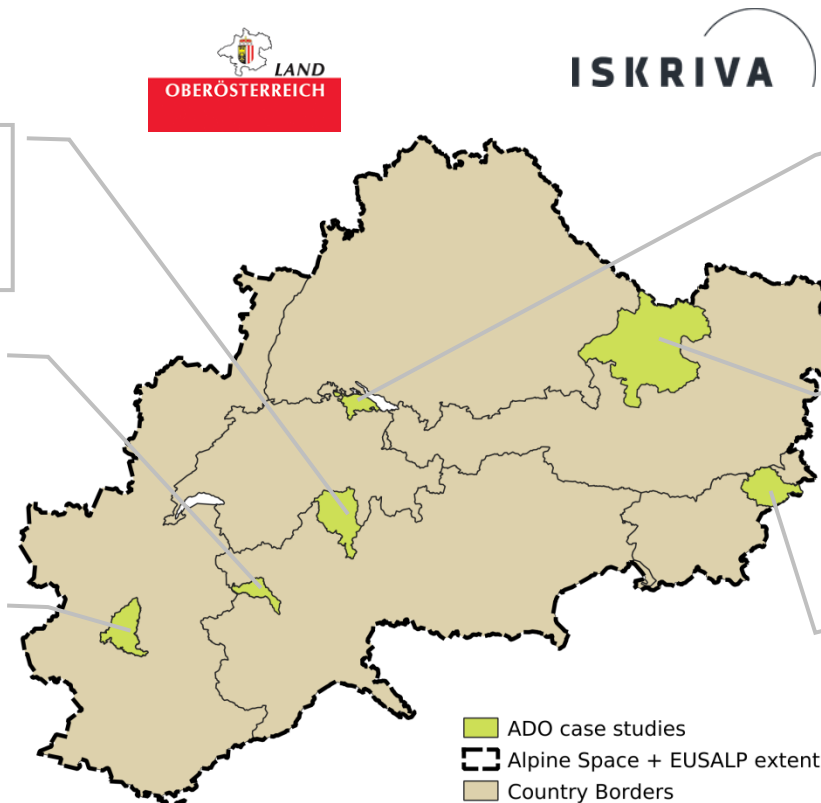 LAND
OBERÖSTERREICH
ISKRIVA
ADO case studies
Alpine Space + EUSALP extent
Country Borders